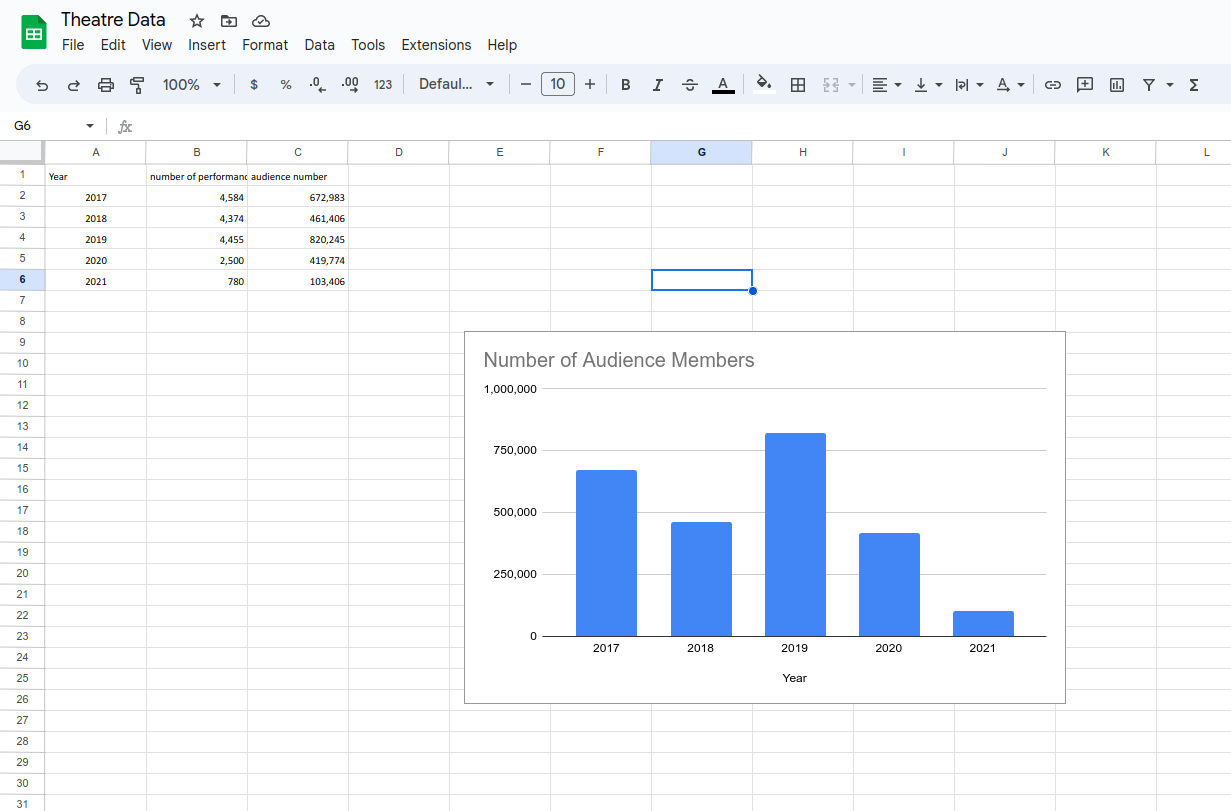 Theatre Data
File Edit View Insert Format Data Tools Extensions Help
100% $ % .0 .00 123 Defaul... 10 B I A A Σ
G6 fx
A B C D E F G H I J K L
1 Year number of performanc audience number
2 2017 4,584 672,983
3 2018 4,374 461,406
4 2019 4,455 820,245
5 2020 2,500 419,774
6 2021 780 103,406
7
8
9
10
11
12
13
14
15
16
17
18
19
20
21
22
23
24
25
26
27
28
29
30
31
Number of Audience Members
1,000,000
750,000
500,000
250,000
0
2017 2018 2019 2020 2021
Year